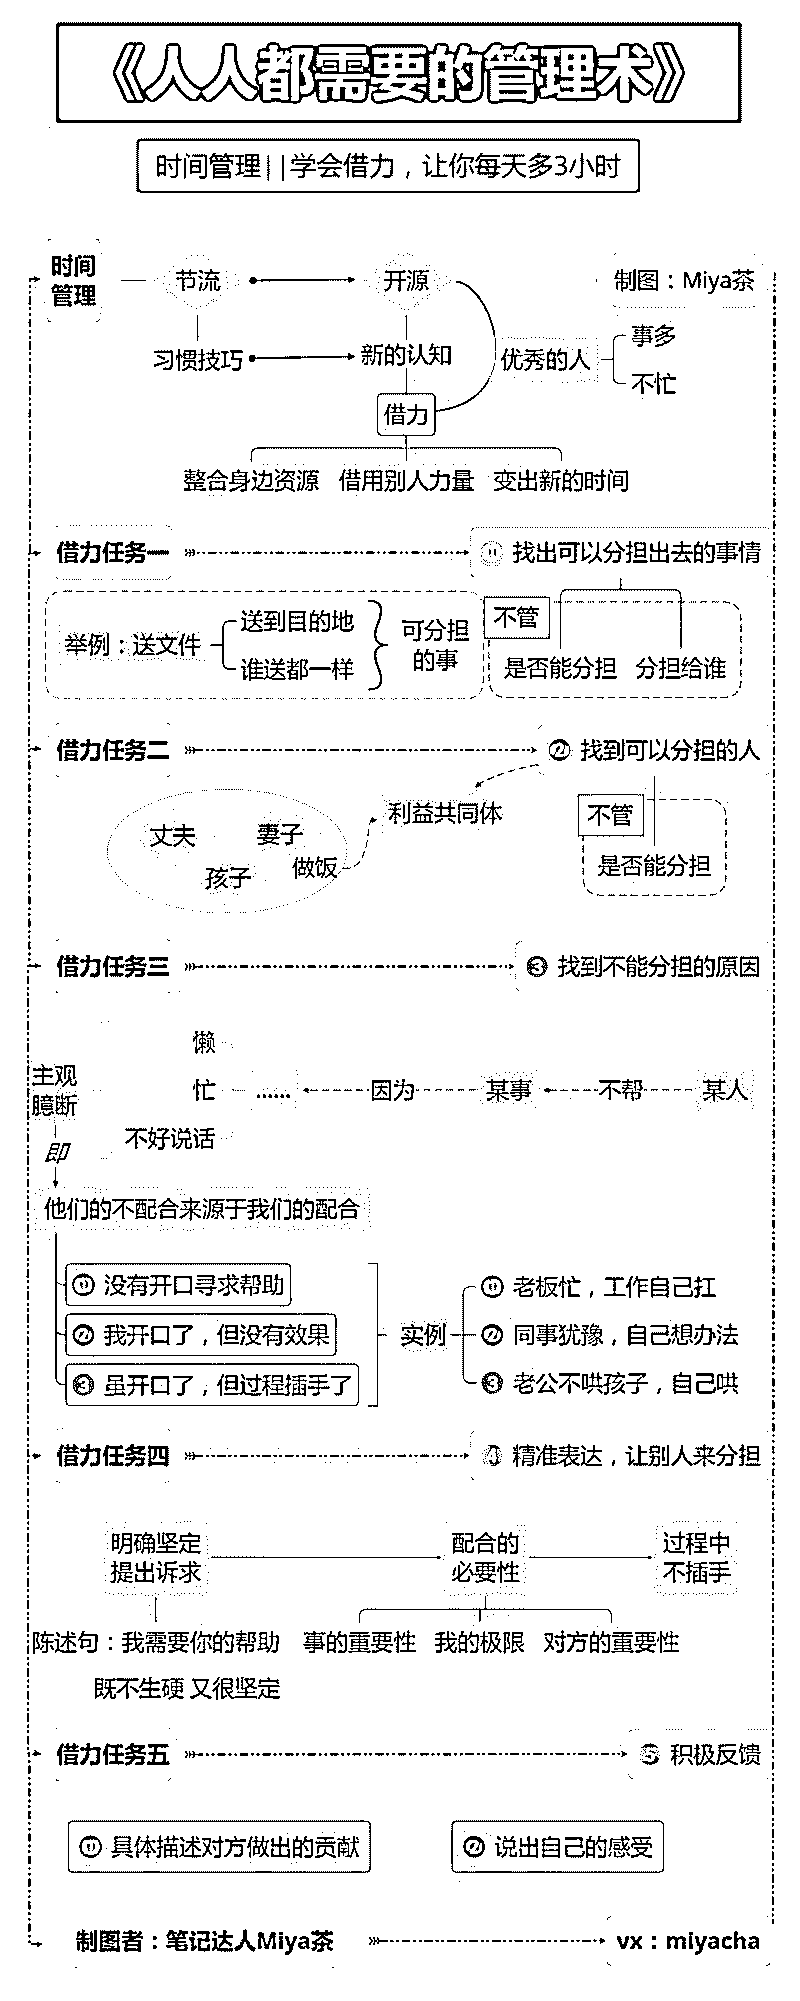 《人人都需要的管理术》
时间管理||学会借力，让你每天多3小时
时间
管理
节流
开源
制图：Miya茶
习惯技巧
新的认知
优秀的人
事多
不忙
借力
整合身边资源 借用别人力量 变出新的时间
借力任务一
① 找出可以分担出去的事情
举例：送文件
送到目的地
谁送都一样
可分担
的事
不管
是否能分担 分担给谁
借力任务二
② 找到可以分担的人
利益共同体
丈夫
妻子
孩子
做饭
不管
是否能分担
借力任务三
③ 找到不能分担的原因
主观
臆断
懒
忙
不好说话
......
因为
某事
不帮
某人
即
他们的不配合来源于我们的配合
① 没有开口寻求帮助
② 我开口了，但没有效果
③ 虽开口了，但过程插手了
实例
① 老板忙，工作自己扛
② 同事犹豫，自己想办法
③ 老公不哄孩子，自己哄
借力任务四
④ 精准表达，让别人来分担
明确坚定
提出诉求
配合的
必要性
过程中
不插手
陈述句：我需要你的帮助
既不生硬 又很坚定
事的重要性 我的极限 对方的重要性
借力任务五
⑤ 积极反馈
① 具体描述对方做出的贡献
② 说出自己的感受
制图者：笔记达人Miya茶
vx：miyacha